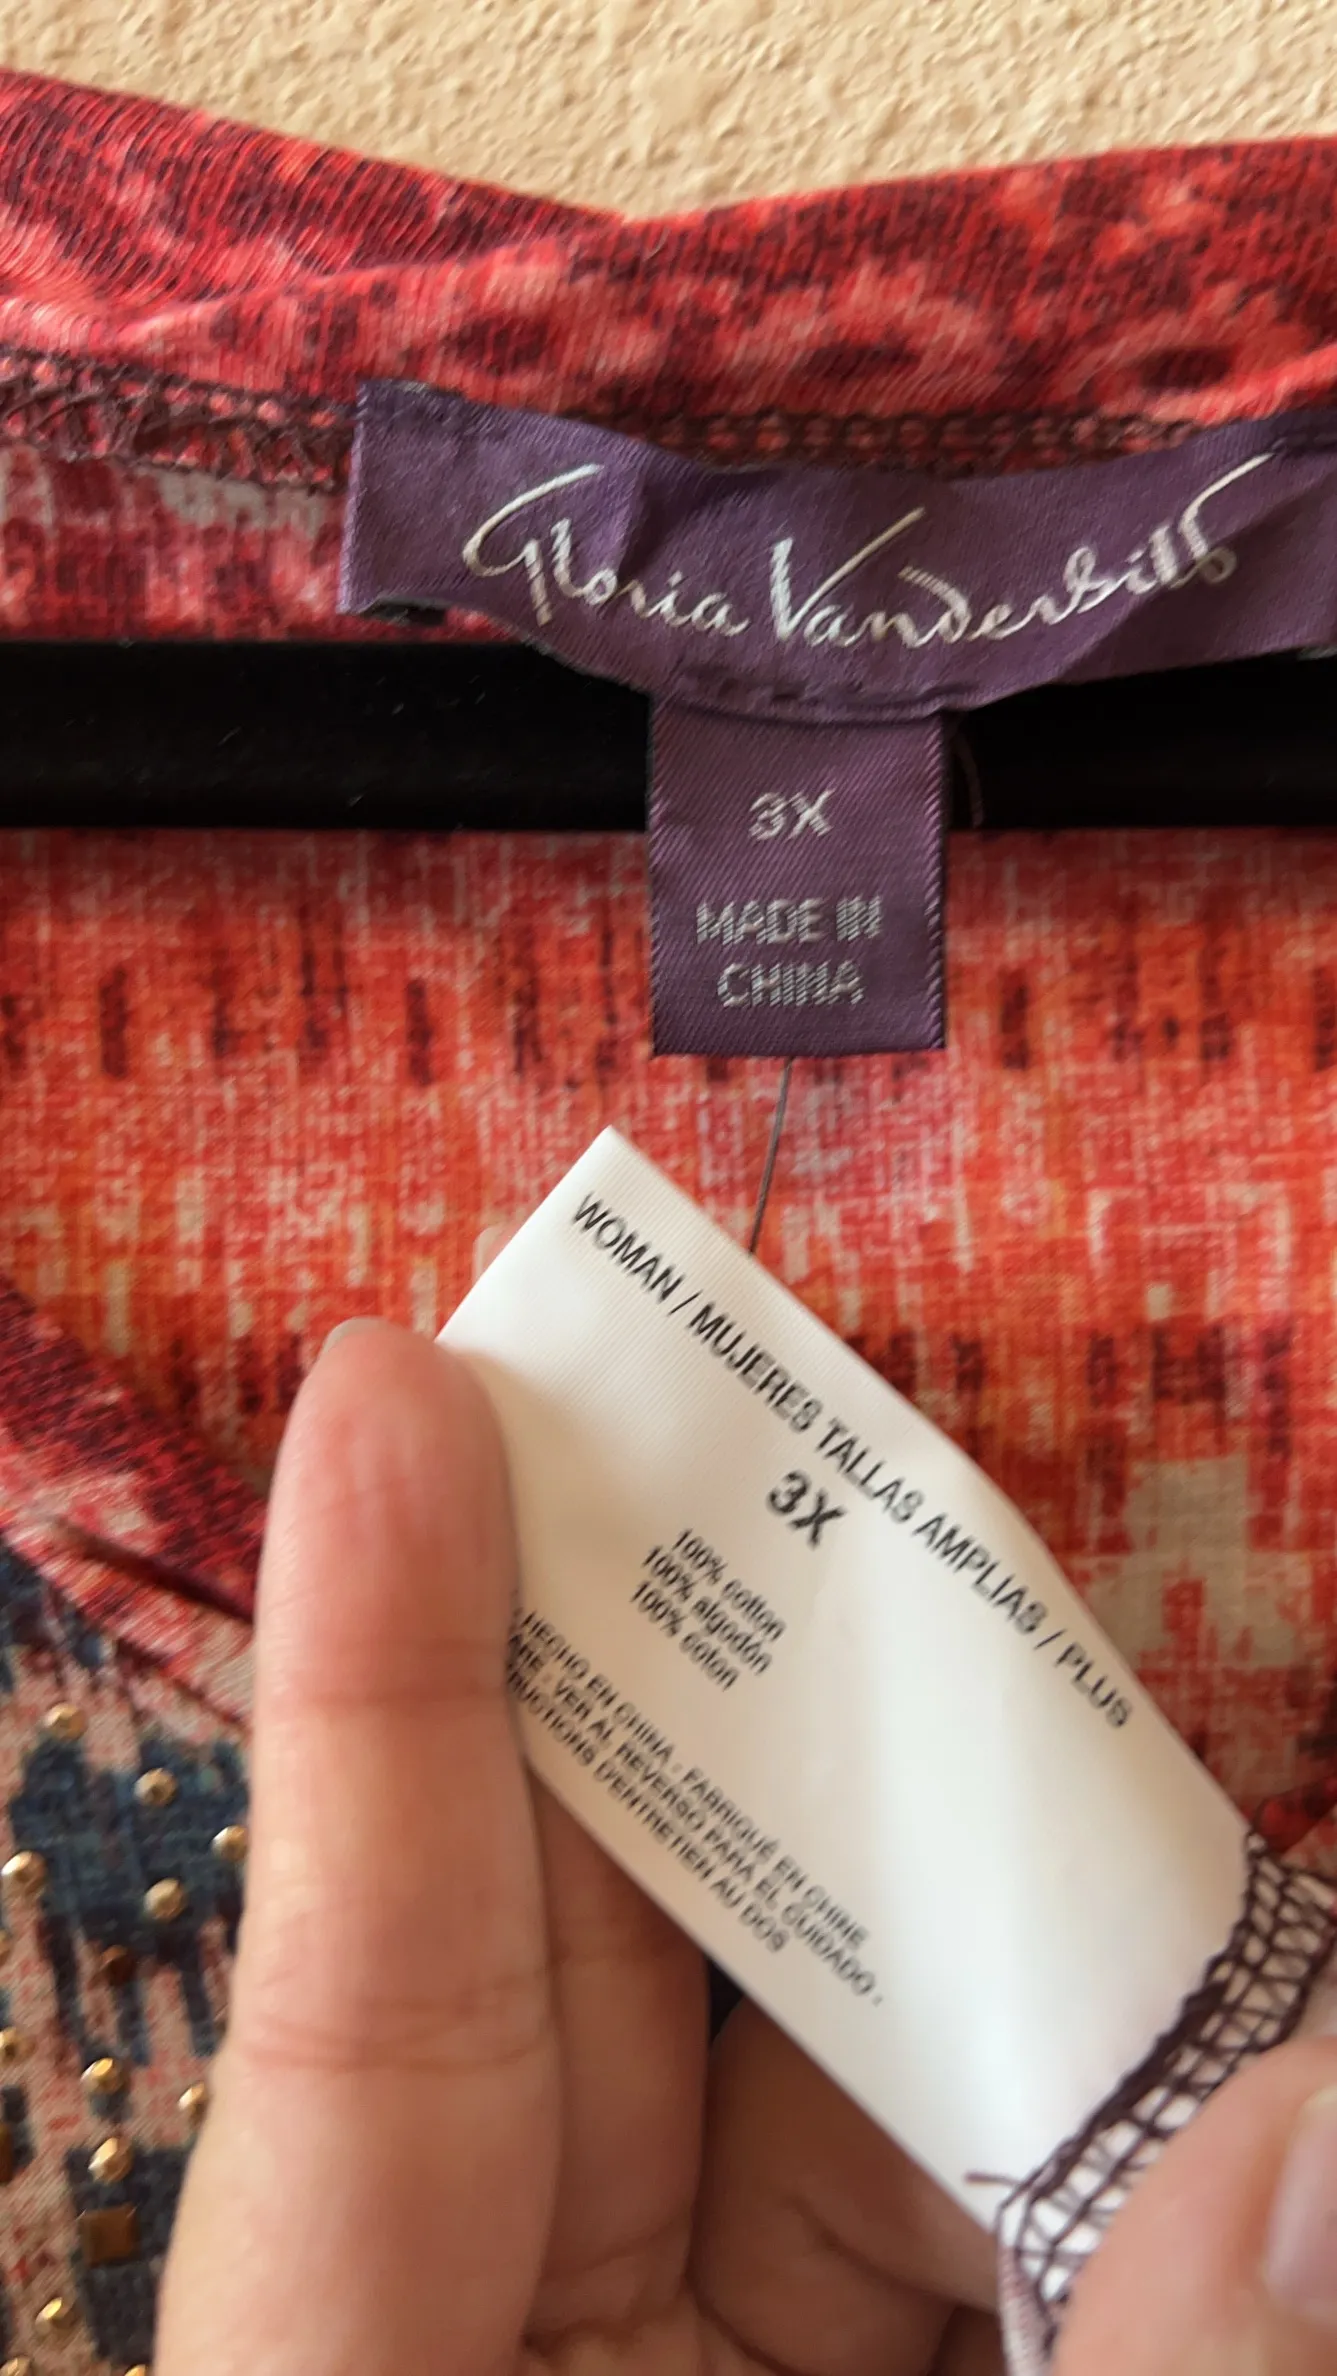 Gloria Vanderbilt
3X
MADE IN
CHINA
WOMAN / MUJERES TALLAS AMPLIAS / PLUS
3X
100% cotton
100% algodón
100% coton
HECHO EN CHINA - FABRIQUÉ EN CHINE
VER AL REVERSO PARA EL CUIDADO .
D'ENTRETIEN AU DOS